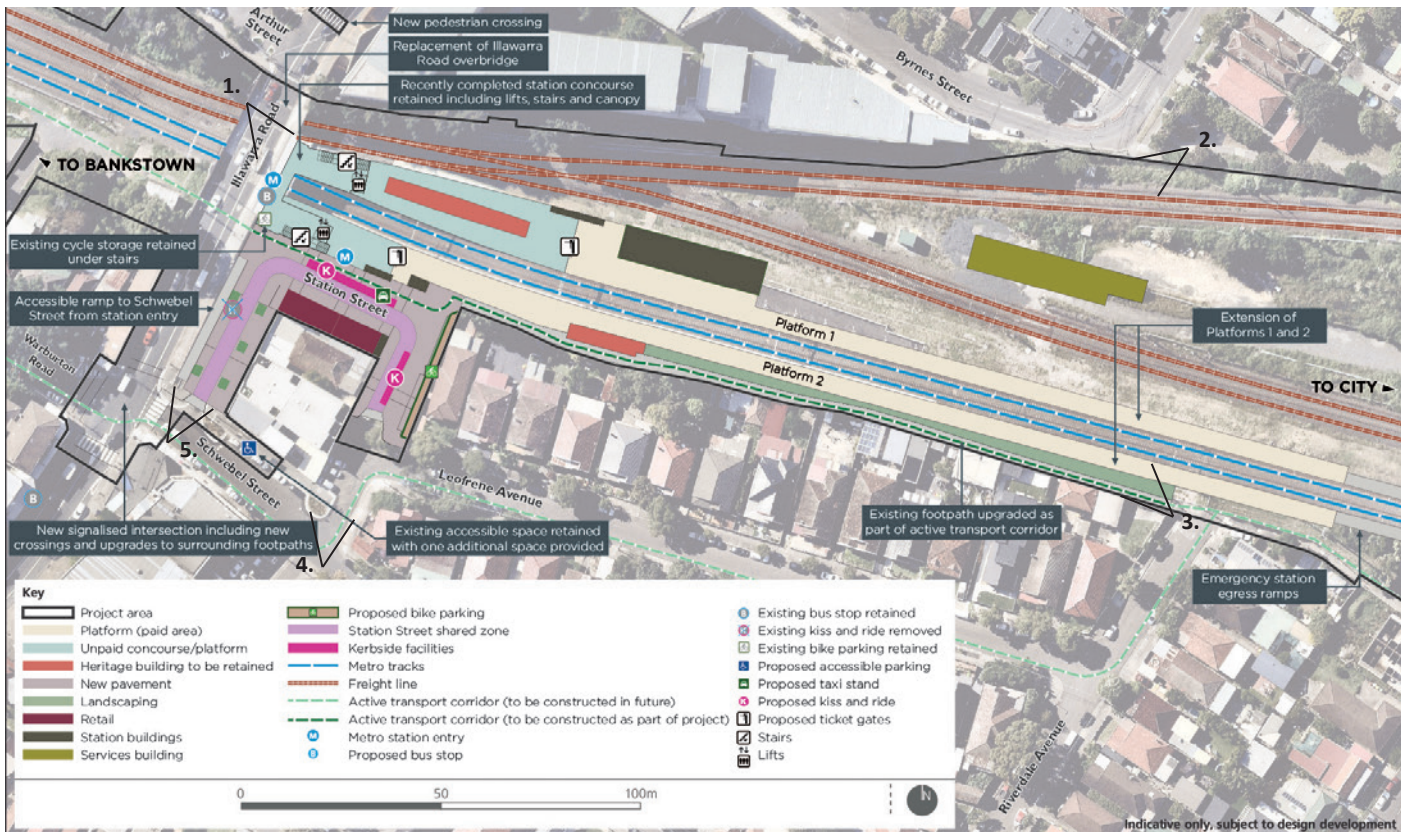 Arthur
Street
New pedestrian crossing
Replacement of Illawarra
Road overbridge
Recently completed station concourse
retained including lifts, stairs and canopy
Byrnes Street
1.
2.
Illawarra Road
TO BANKSTOWN
M
B
Existing cycle storage retained
under stairs
M
K
Station Street
Accessible ramp to Schwebel
Street from station entry
Warburton
Road
K
Platform 1
Platform 2
Extension of
Platforms 1 and 2
TO CITY
5.
Schwebel Street
Leofrene Avenue
B
New signalised intersection including new
crossings and upgrades to surrounding footpaths
Existing accessible space retained
with one additional space provided
Existing footpath upgraded as
part of active transport corridor
3.
4.
Emergency station
egress ramps
Riverdale Avenue
Key
Project area
Platform (paid area)
Unpaid concourse/platform
Heritage building to be retained
New pavement
Landscaping
Retail
Station buildings
Services building
Proposed bike parking
Station Street shared zone
Kerbside facilities
Metro tracks
Freight line
Active transport corridor (to be constructed in future)
Active transport corridor (to be constructed as part of project)
M Metro station entry
B Proposed bus stop
B Existing bus stop retained
Existing kiss and ride removed
Existing bike parking retained
Proposed accessible parking
Proposed taxi stand
K Proposed kiss and ride
Proposed ticket gates
Stairs
Lifts
0 50 100m
N
Indicative only, subject to design development